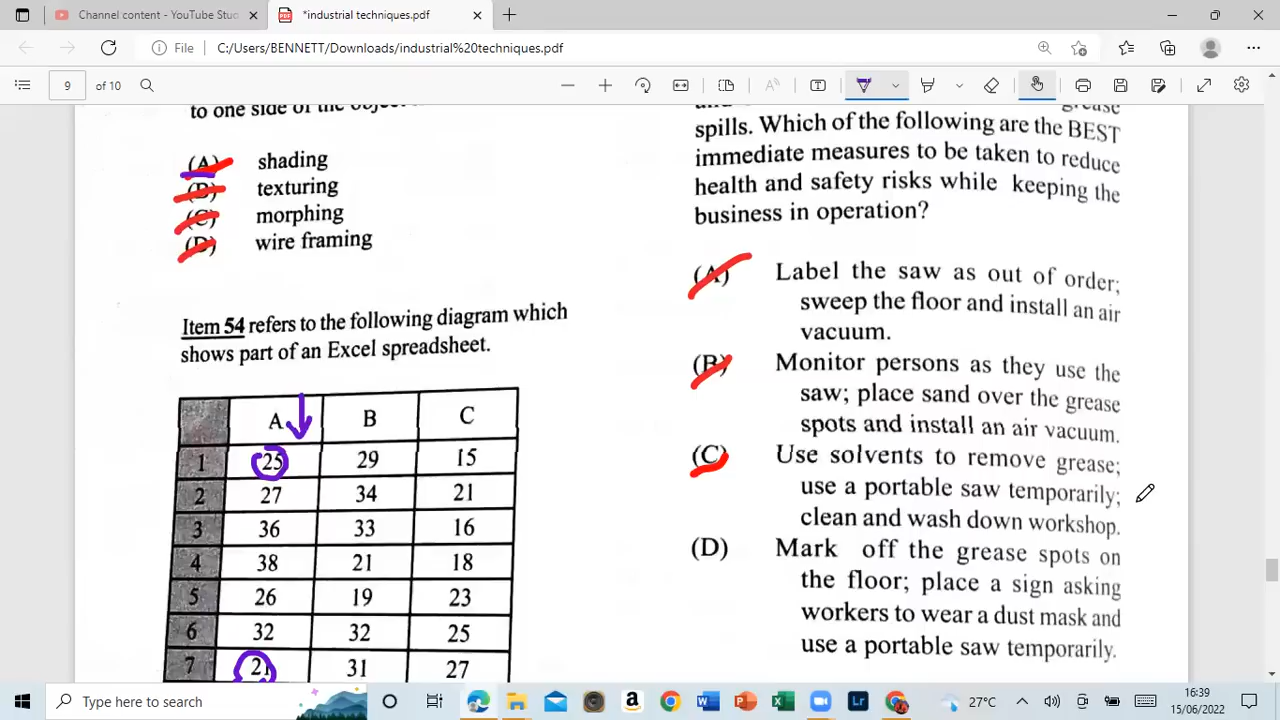 YouTube Content - YouTube Stud
*industrial techniques.pdf
File
C:/Users/BENNETT/Downloads/industrial%20techniques.pdf
9 of 10
to one side of the object
(A) shading
(B) texturing
(C) morphing
(D) wire framing
Item 54 refers to the following diagram which
shows part of an Excel spreadsheet.
A B C
1 25 29 15
2 27 34 21
3 36 33 16
4 38 21 18
5 26 19 23
6 32 32 25
7 21 31 27
grease
spills. Which of the following are the BEST
immediate measures to be taken to reduce
health and safety risks while keeping the
business in operation?
(A) Label the saw as out of order;
sweep the floor and install an air
vacuum.
(B) Monitor persons as they use the
saw; place sand over the grease
spots and install an air vacuum.
(C) Use solvents to remove grease;
use a portable saw temporarily;
clean and wash down workshop.
(D) Mark off the grease spots on
the floor; place a sign asking
workers to wear a dust mask and
use a portable saw temporarily.
Type here to search
27°C
16:39
15/06/2022